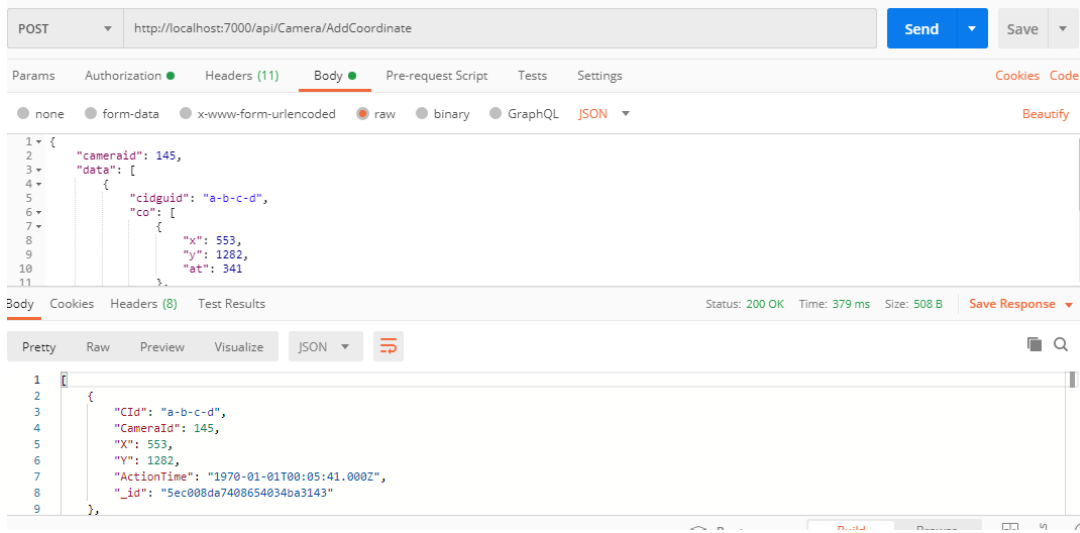 POST http://localhost:7000/api/Camera/AddCoordinate Send Save
Params Authorization Headers (11) Body Pre-request Script Tests Settings Cookies Code
none form-data x-www-form-urlencoded raw binary GraphQL JSON Beautify
1 {
2 "cameraid": 145,
3 "data": [
4 {
5 "cidguid": "a-b-c-d",
6 "co": [
7 {
8 "x": 553,
9 "y": 1282,
10 "at": 341
11 },
Body Cookies Headers (8) Test Results Status: 200 OK Time: 379 ms Size: 508 B Save Response
Pretty Raw Preview Visualize JSON
1 [
2 {
3 "CId": "a-b-c-d",
4 "CameraId": 145,
5 "X": 553,
6 "Y": 1282,
7 "ActionTime": "1970-01-01T00:05:41.000Z",
8 "_id": "5ec008da7408654034ba3143"
9 },
Build Browse